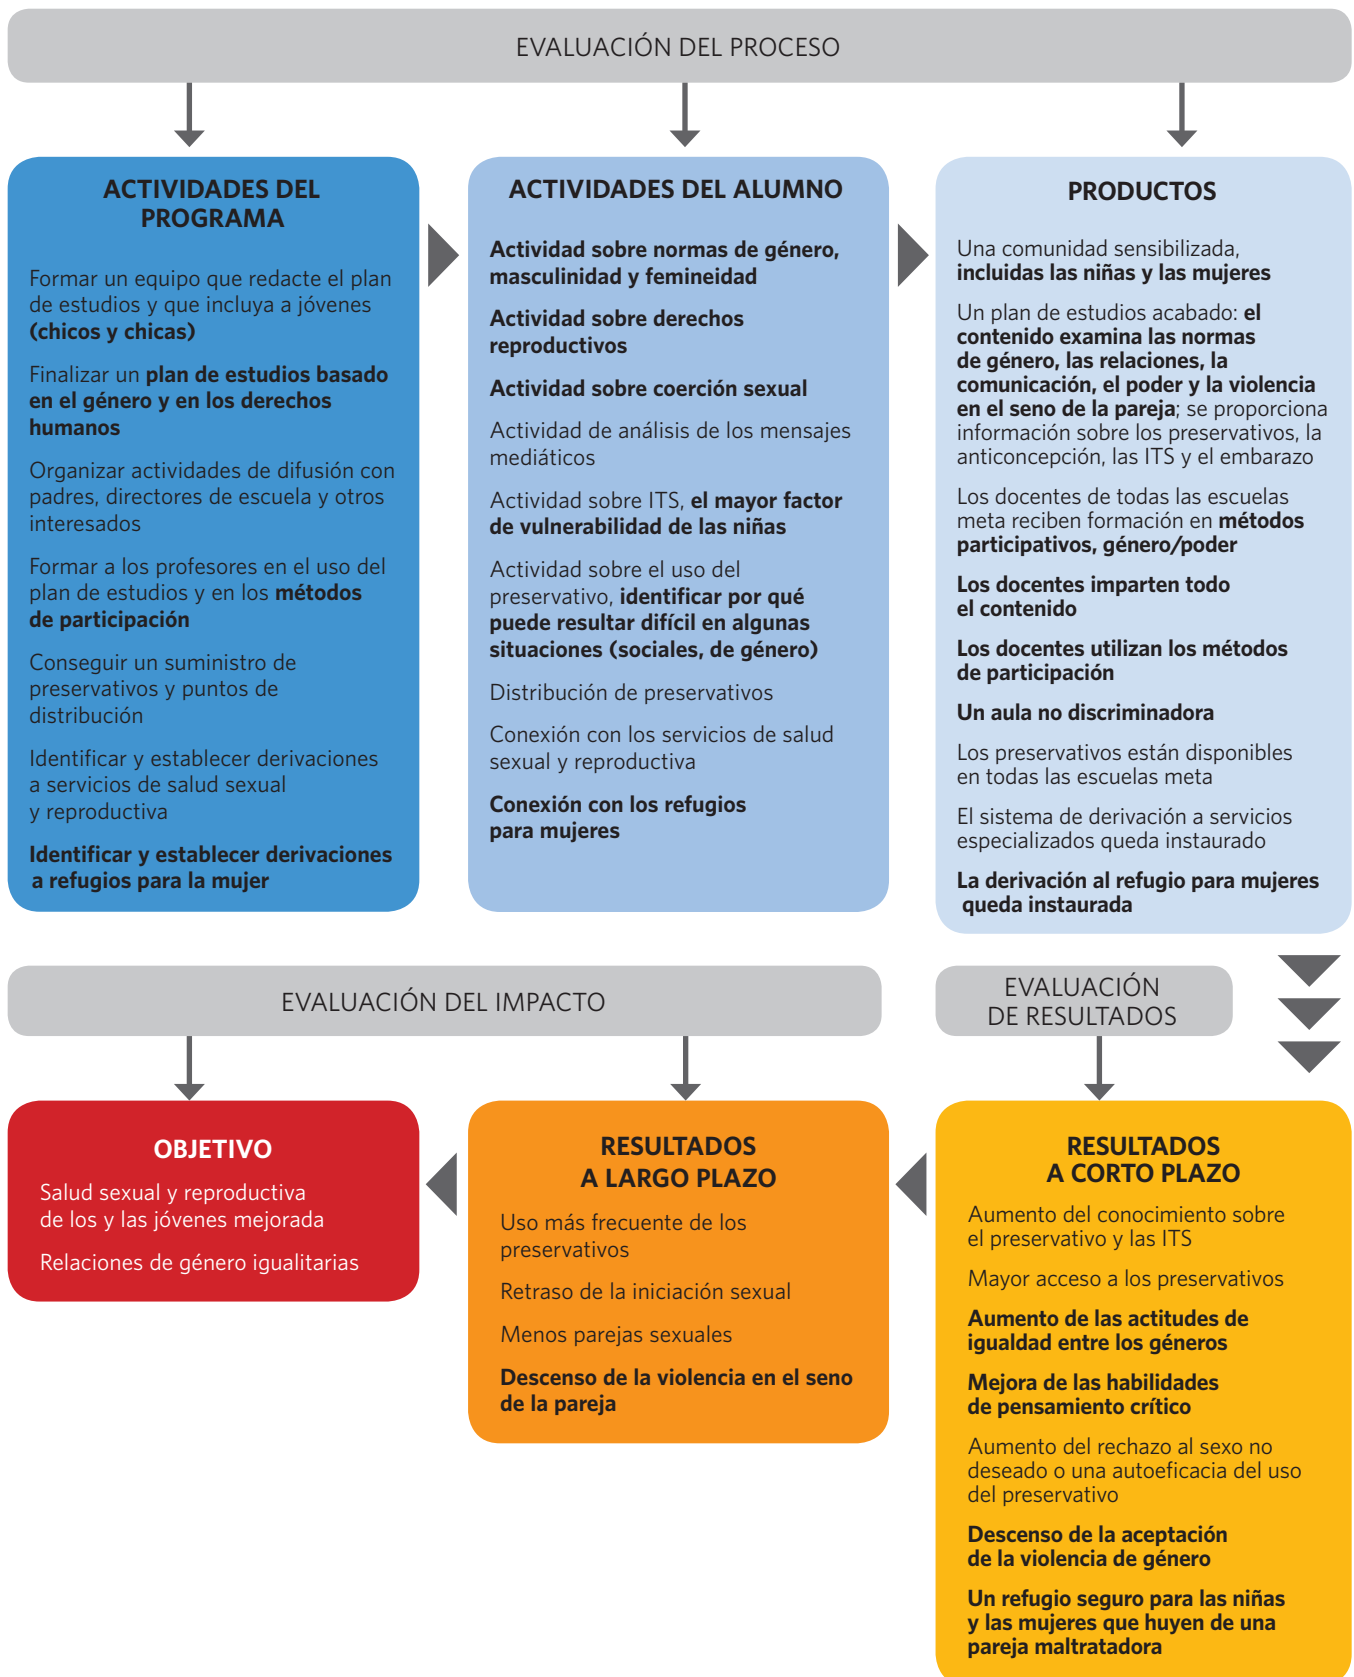 EVALUACIÓN DEL PROCESO
ACTIVIDADES DEL
PROGRAMA
Formar un equipo que redacte el plan
de estudios y que incluya a jóvenes
(chicos y chicas)
Finalizar un plan de estudios basado
en el género y en los derechos
humanos
Organizar actividades de difusión con
padres, directores de escuela y otros
interesados
Formar a los profesores en el uso del
plan de estudios y en los métodos
de participación
Conseguir un suministro de
preservativos y puntos de
distribución
Identificar y establecer derivaciones
a servicios de salud sexual
y reproductiva
Identificar y establecer derivaciones
a refugios para la mujer
ACTIVIDADES DEL ALUMNO
Actividad sobre normas de género,
masculinidad y femineidad
Actividad sobre derechos
reproductivos
Actividad sobre coerción sexual
Actividad de análisis de los mensajes
mediáticos
Actividad sobre ITS, el mayor factor
de vulnerabilidad de las niñas
Actividad sobre el uso del
preservativo, identificar por qué
puede resultar difícil en algunas
situaciones (sociales, de género)
Distribución de preservativos
Conexión con los servicios de salud
sexual y reproductiva
Conexión con los refugios
para mujeres
PRODUCTOS
Una comunidad sensibilizada,
incluidas las niñas y las mujeres
Un plan de estudios acabado: el
contenido examina las normas
de género, las relaciones, la
comunicación, el poder y la violencia
en el seno de la pareja; se proporciona
información sobre los preservativos, la
anticoncepción, las ITS y el embarazo
Los docentes de todas las escuelas
meta reciben formación en métodos
participativos, género/poder
Los docentes imparten todo
el contenido
Los docentes utilizan los métodos
de participación
Un aula no discriminadora
Los preservativos están disponibles
en todas las escuelas meta
El sistema de derivación a servicios
especializados queda instaurado
La derivación al refugio para mujeres
queda instaurada
EVALUACIÓN DEL IMPACTO
EVALUACIÓN
DE RESULTADOS
OBJETIVO
Salud sexual y reproductiva
de los y las jóvenes mejorada
Relaciones de género igualitarias
RESULTADOS
A LARGO PLAZO
Uso más frecuente de los
preservativos
Retraso de la iniciación sexual
Menos parejas sexuales
Descenso de la violencia en el seno
de la pareja
RESULTADOS
A CORTO PLAZO
Aumento del conocimiento sobre
el preservativo y las ITS
Mayor acceso a los preservativos
Aumento de las actitudes de
igualdad entre los géneros
Mejora de las habilidades
de pensamiento crítico
Aumento del rechazo al sexo no
deseado o una autoeficacia del uso
del preservativo
Descenso de la aceptación
de la violencia de género
Un refugio seguro para las niñas
y las mujeres que huyen de una
pareja maltratadora